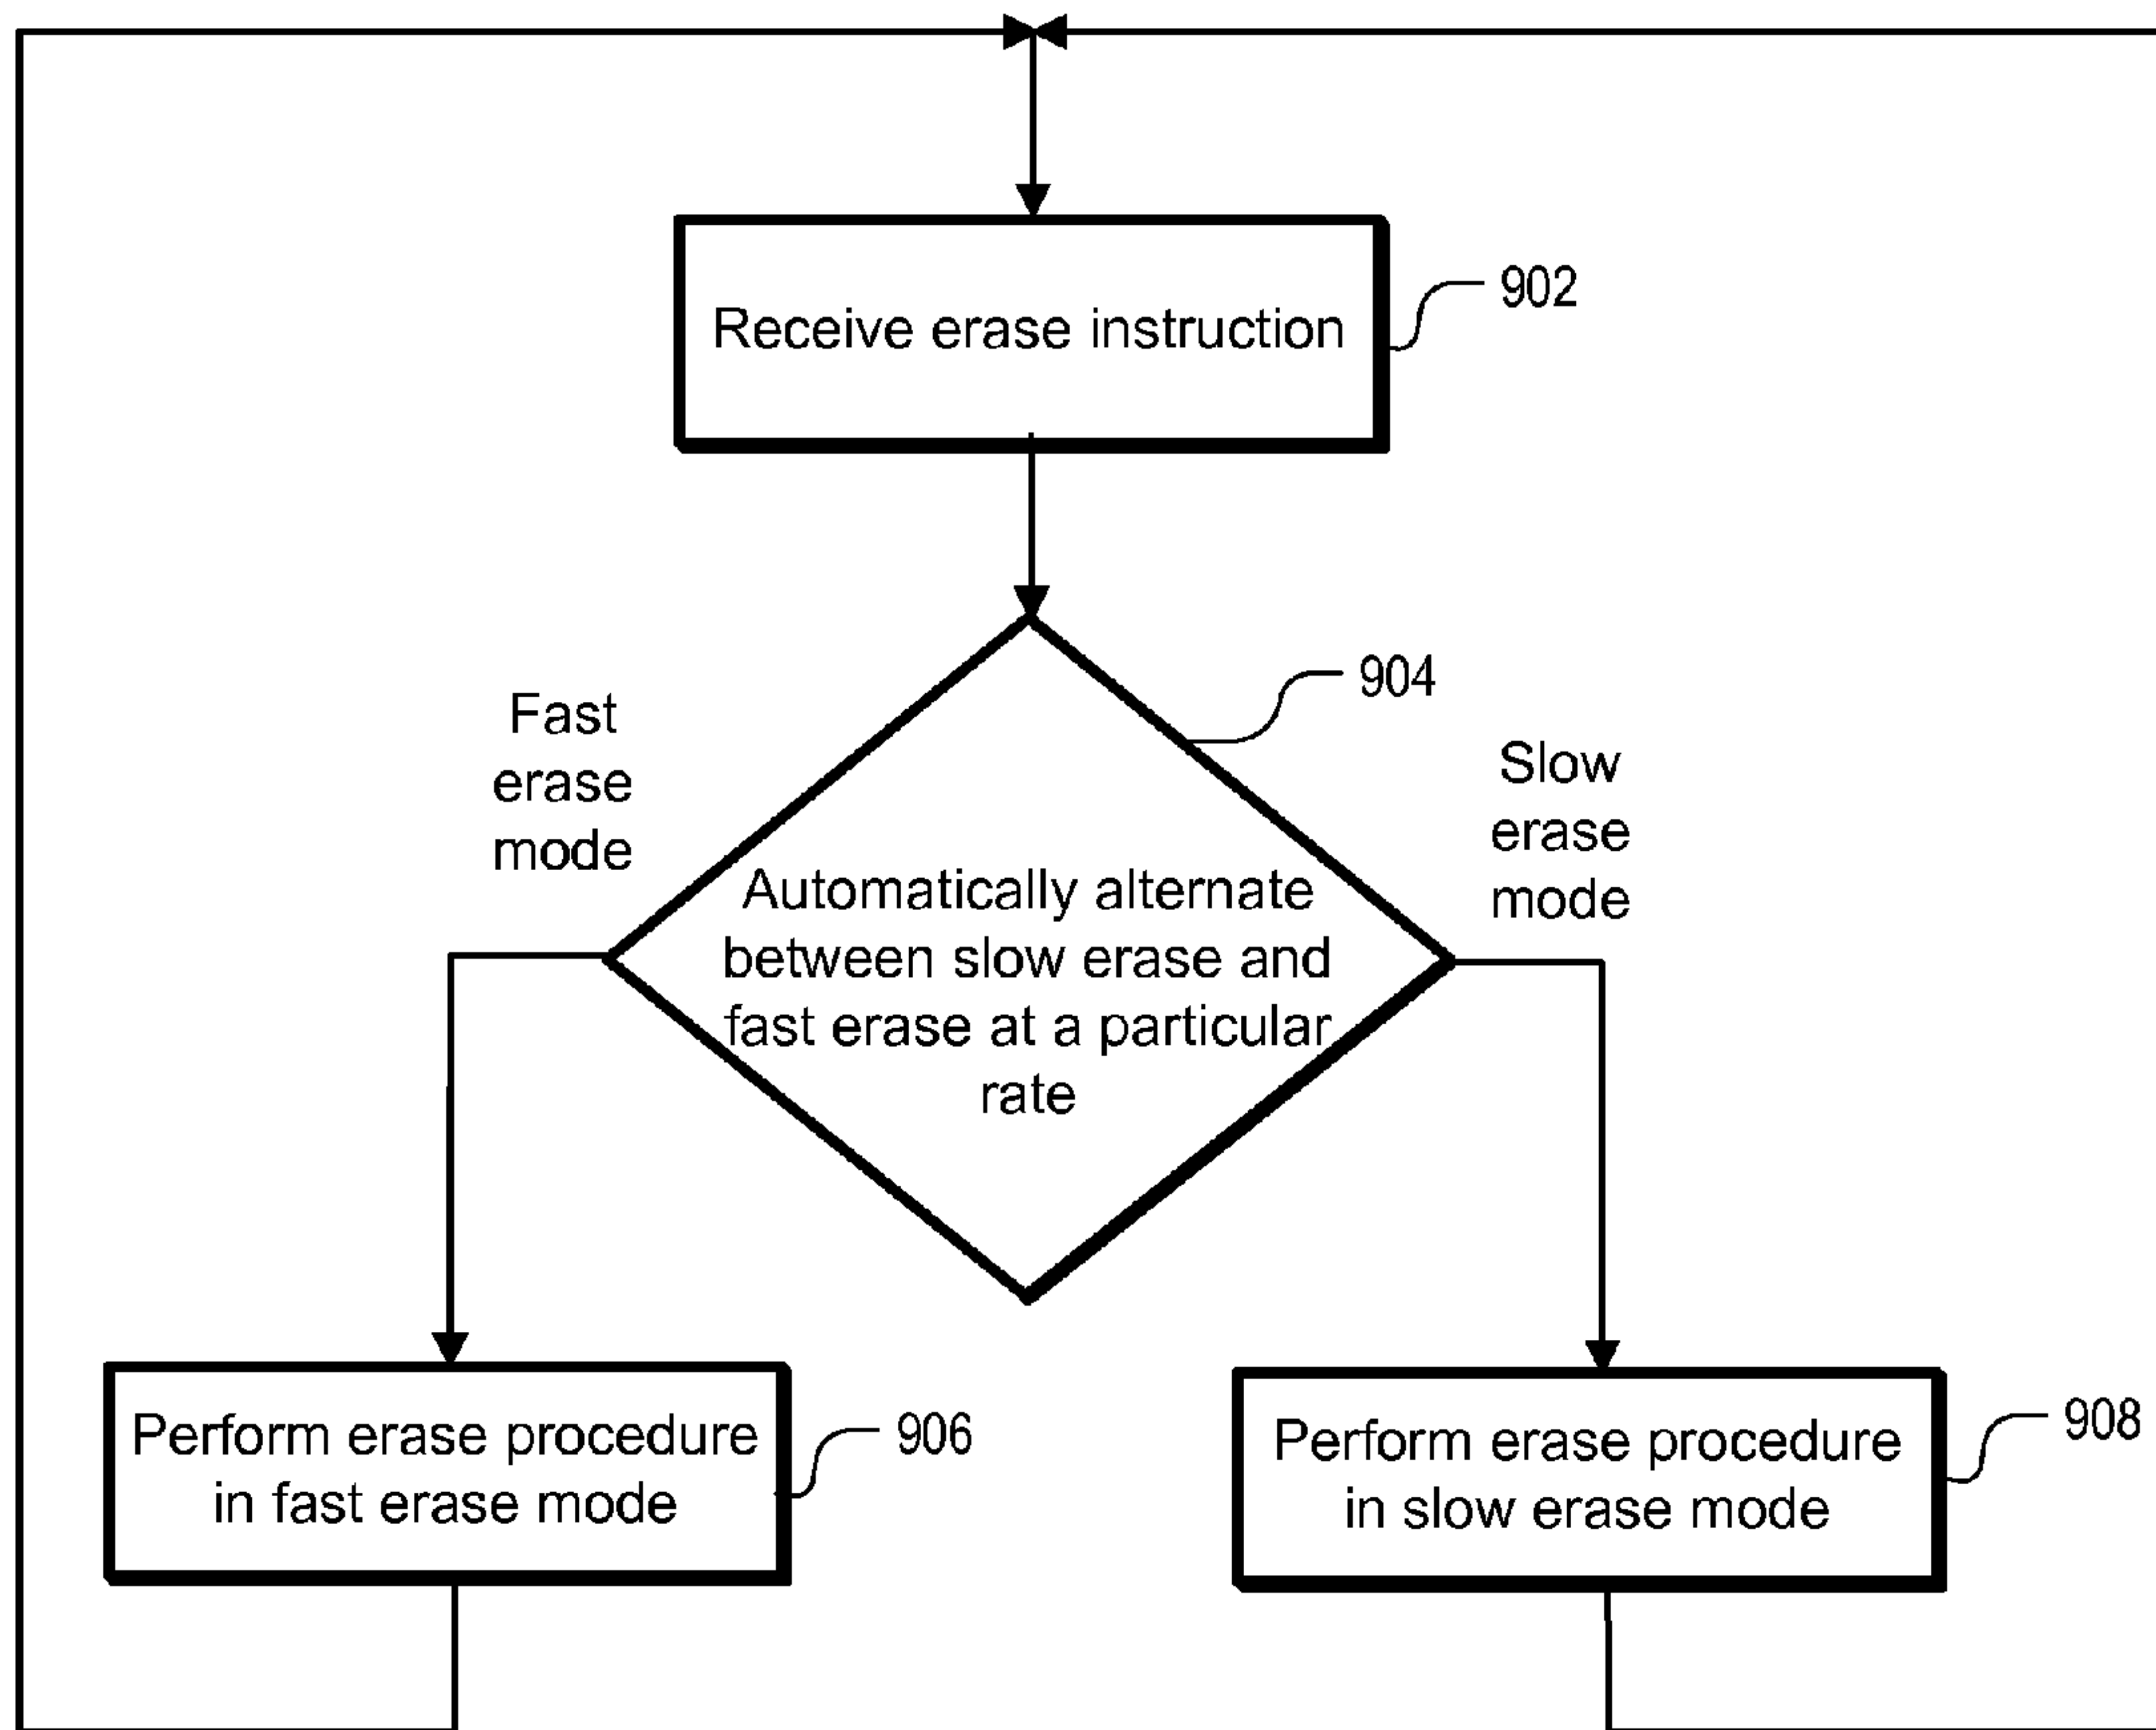 Receive erase instruction
902
904
Fast
erase
mode
Slow
erase
mode
Automatically alternate
between slow erase and
fast erase at a particular
rate
Perform erase procedure
in fast erase mode
906
Perform erase procedure
in slow erase mode
908